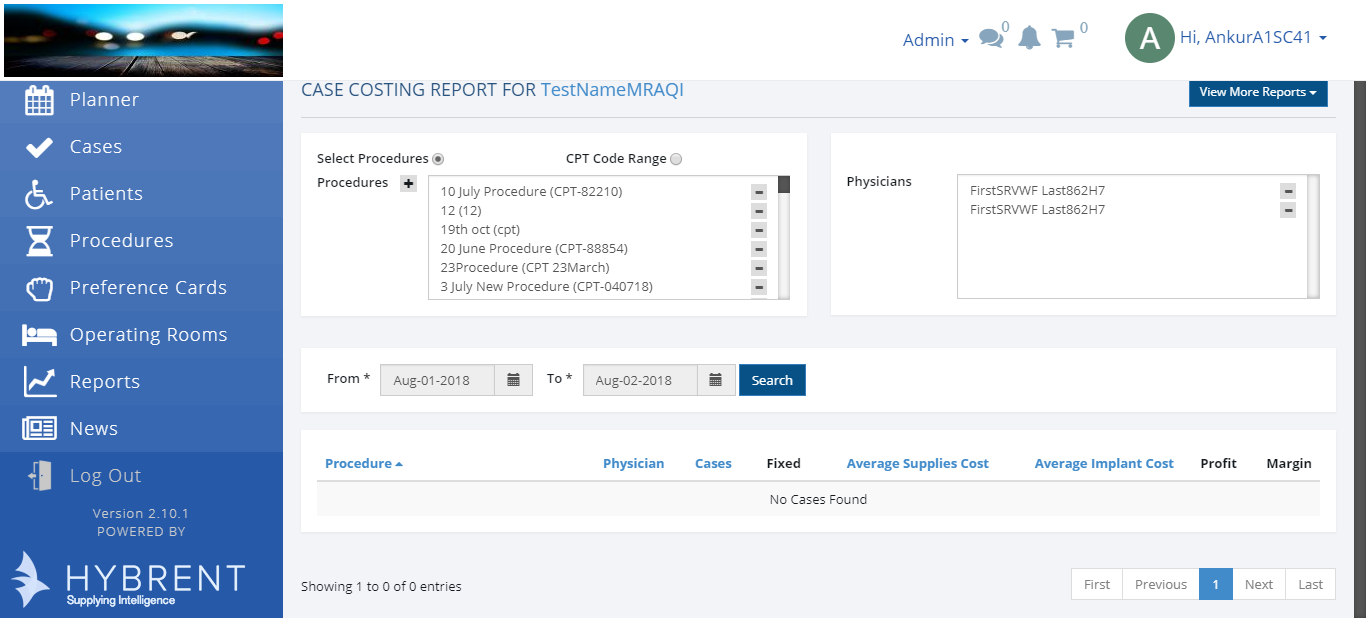 Admin
0
0
A
Hi, AnkurA1SC41
Planner
Cases
Patients
Procedures
Preference Cards
Operating Rooms
Reports
News
Log Out
Version 2.10.1
POWERED BY
HYBRENT
Supplying Intelligence
CASE COSTING REPORT FOR TestNameMRAQI
View More Reports
Select Procedures
CPT Code Range
Procedures
10 July Procedure (CPT-82210)
12 (12)
19th oct (cpt)
20 June Procedure (CPT-88854)
23Procedure (CPT 23March)
3 July New Procedure (CPT-040718)
Physicians
FirstSRVWF Last862H7
FirstSRVWF Last862H7
From * Aug-01-2018 To * Aug-02-2018 Search
Procedure Physician Cases Fixed Average Supplies Cost Average Implant Cost Profit Margin
No Cases Found
Showing 1 to 0 of 0 entries
First Previous 1 Next Last